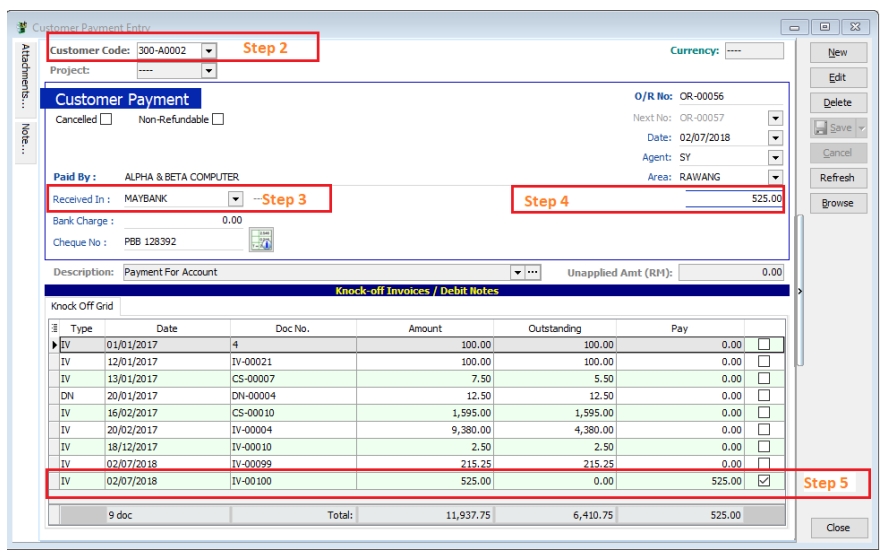 Customer Payment Entry
Attachments...
Note...
Customer Code: 300-A0002 Step 2 Currency: ----
Project: ----
Customer Payment
Cancelled Non-Refundable
O/R No: OR-00056
Next No: OR-00057
Date: 02/07/2018
Agent: SY
Paid By : ALPHA & BETA COMPUTER Area: RAWANG
Received In : MAYBANK ---Step 3 Step 4 525.00
Bank Charge : 0.00
Cheque No : PBB 128392
Description: Payment For Account Unapplied Amt (RM): 0.00
Knock-off Invoices / Debit Notes
Knock Off Grid
Type Date Doc No. Amount Outstanding Pay
IV 01/01/2017 4 100.00 100.00 0.00
IV 12/01/2017 IV-00021 100.00 100.00 0.00
IV 13/01/2017 CS-00007 7.50 5.50 0.00
DN 20/01/2017 DN-00004 12.50 12.50 0.00
IV 16/02/2017 CS-00010 1,595.00 1,595.00 0.00
IV 20/02/2017 IV-00004 9,380.00 4,380.00 0.00
IV 18/12/2017 IV-00010 2.50 2.50 0.00
IV 02/07/2018 IV-00099 215.25 215.25 0.00
IV 02/07/2018 IV-00100 525.00 0.00 525.00 Step 5
9 doc Total: 11,937.75 6,410.75 525.00
New
Edit
Delete
Save
Cancel
Refresh
Browse
Close